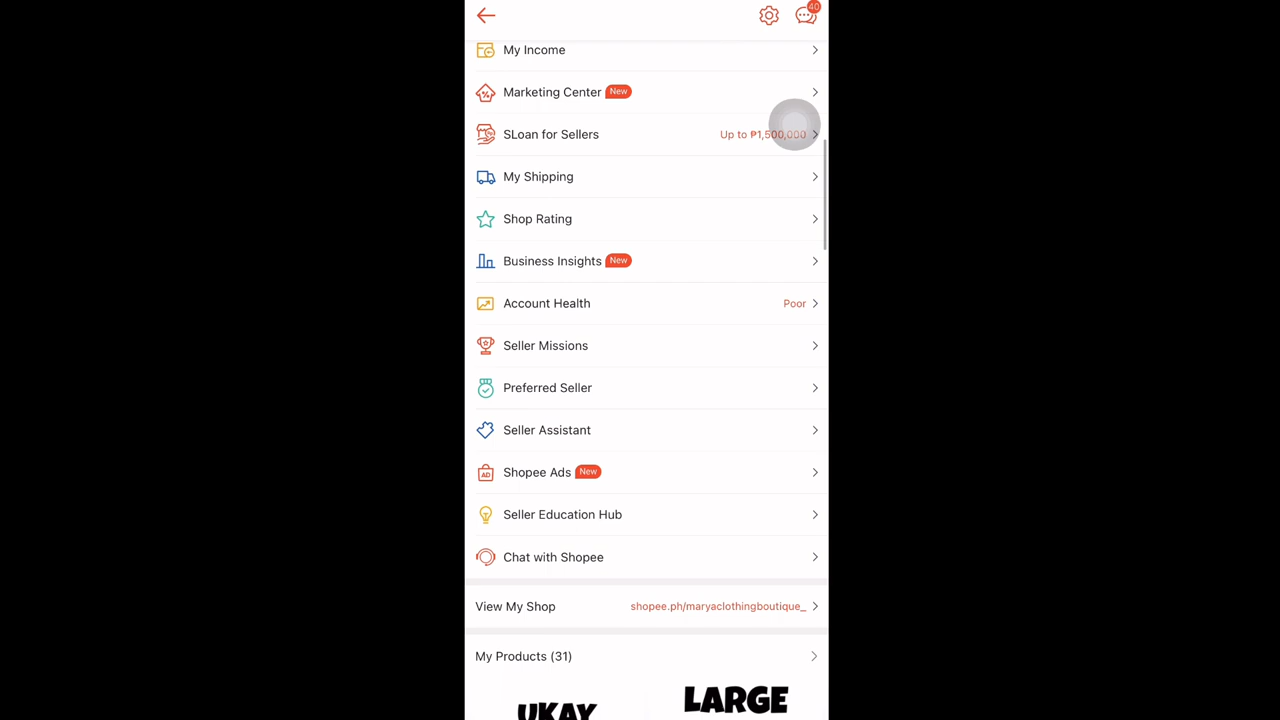 40
My Income
Marketing Center New
SLoan for Sellers Up to ₱1,500,000
My Shipping
Shop Rating
Business Insights New
Account Health Poor
Seller Missions
Preferred Seller
Seller Assistant
AD Shopee Ads New
Seller Education Hub
Chat with Shopee
View My Shop shopee.ph/maryaclothingboutique_
My Products (31)
UKAY LARGE